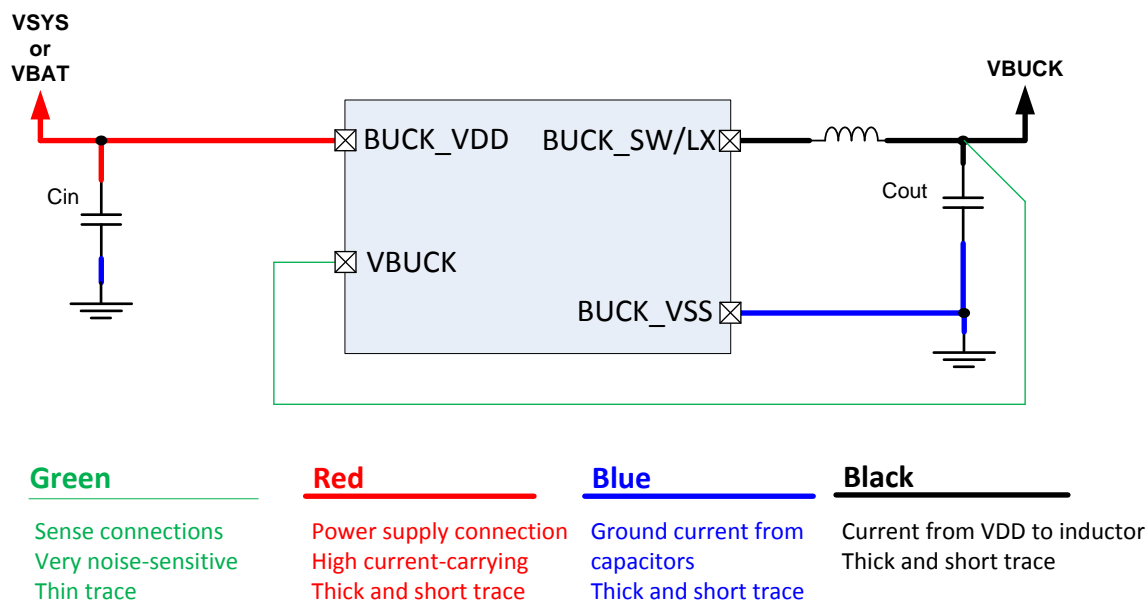 VSYS
or
VBAT
VBUCK
BUCK_VDD
BUCK_SW/LX
Cin
Cout
VBUCK
BUCK_VSS
Green
Sense connections
Very noise-sensitive
Thin trace
Red
Power supply connection
High current-carrying
Thick and short trace
Blue
Ground current from
capacitors
Thick and short trace
Black
Current from VDD to inductor
Thick and short trace